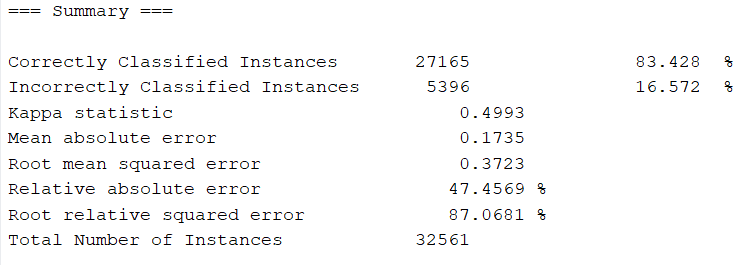 === Summary ===
Correctly Classified Instances 27165 83.428 %
Incorrectly Classified Instances 5396 16.572 %
Kappa statistic 0.4993
Mean absolute error 0.1735
Root mean squared error 0.3723
Relative absolute error 47.4569 %
Root relative squared error 87.0681 %
Total Number of Instances 32561